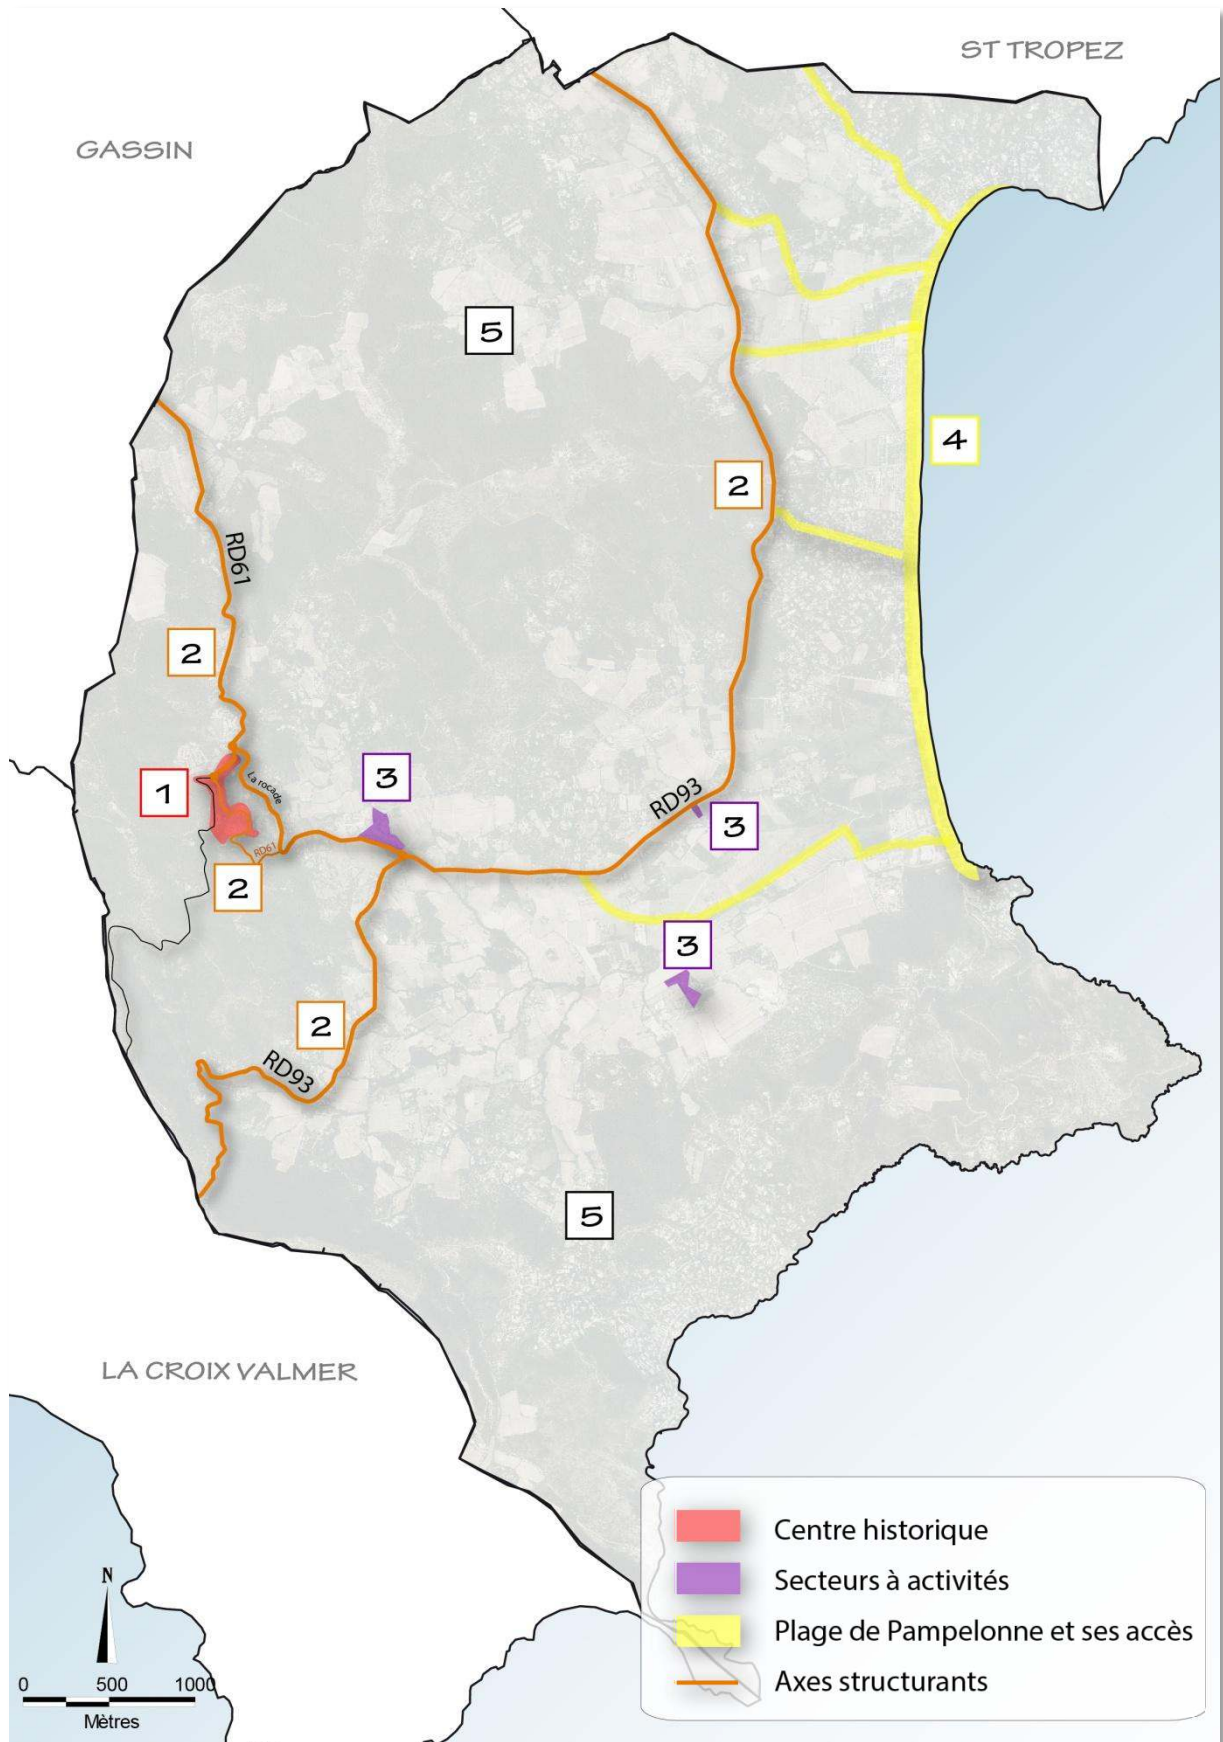 ST TROPEZ
GASSIN
5
4
2
RD61
2
3
1
La rocade
RD93
3
RD61
2
3
2
RD93
5
LA CROIX VALMER
Centre historique
Secteurs à activités
Plage de Pampelonne et ses accès
Axes structurants
N
0 500 1000
Mètres